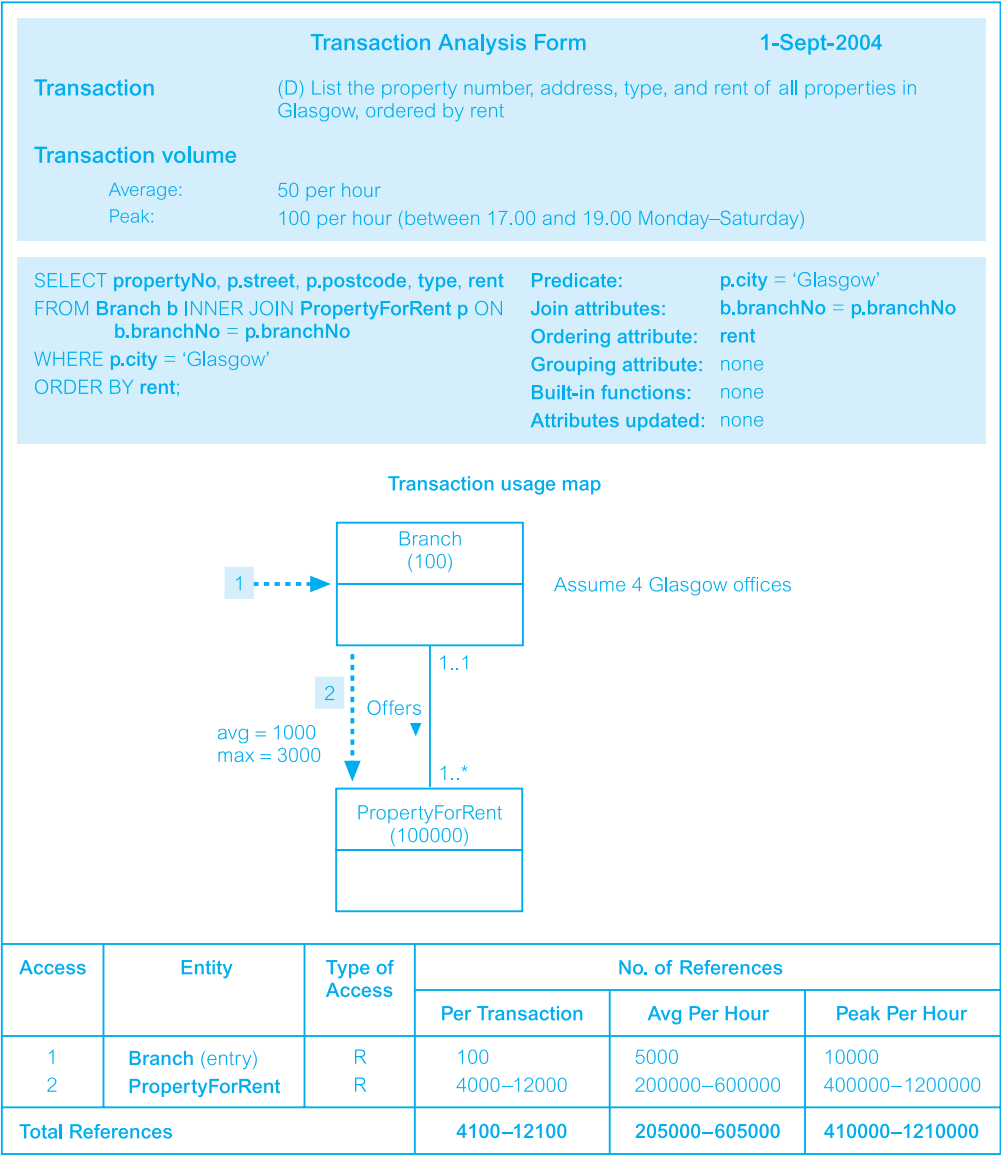 Transaction Analysis Form 1-Sept-2004
Transaction (D) List the property number, address, type, and rent of all properties in
Glasgow, ordered by rent
Transaction volume
Average: 50 per hour
Peak: 100 per hour (between 17.00 and 19.00 Monday–Saturday)
SELECT propertyNo, p.street, p.postcode, type, rent
FROM Branch b INNER JOIN PropertyForRent p ON
b.branchNo = p.branchNo
WHERE p.city = ‘Glasgow’
ORDER BY rent;
Predicate: p.city = ‘Glasgow’
Join attributes: b.branchNo = p.branchNo
Ordering attribute: rent
Grouping attribute: none
Built-in functions: none
Attributes updated: none
Transaction usage map
Branch
(100)
1
Assume 4 Glasgow offices
1..1
2
Offers
avg = 1000
max = 3000
1..*
PropertyForRent
(100000)
Access Entity Type of Access No. of References
Per Transaction Avg Per Hour Peak Per Hour
1 Branch (entry) R 100 5000 10000
2 PropertyForRent R 4000–12000 200000–600000 400000–1200000
Total References 4100–12100 205000–605000 410000–1210000